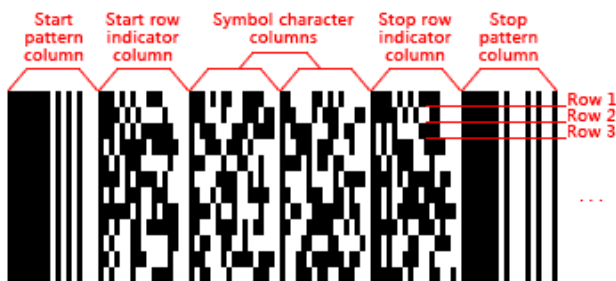 Start pattern column
Start row indicator column
Symbol character columns
Stop row indicator column
Stop pattern column
Row 1
Row 2
Row 3
...